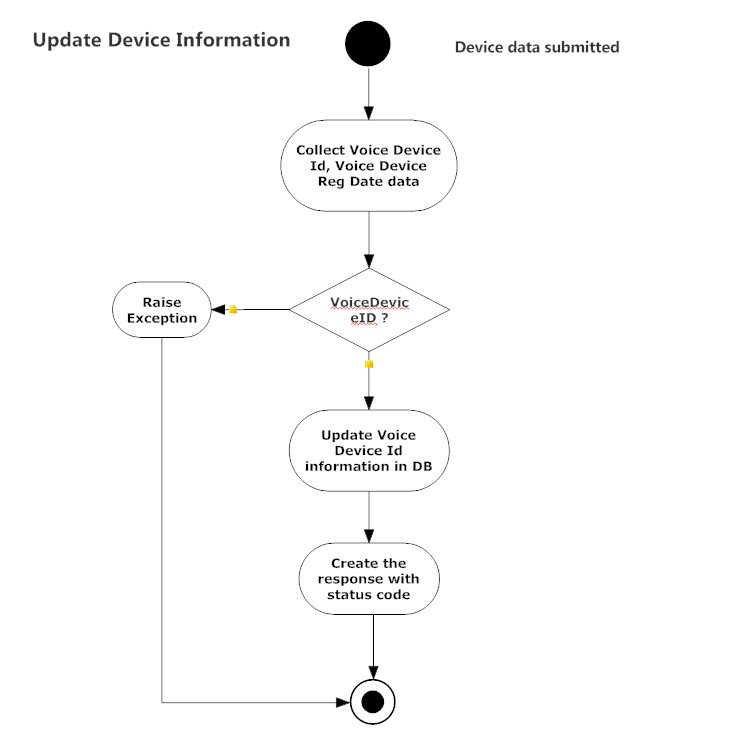 Update Device Information
Device data submitted
Collect Voice Device
Id, Voice Device
Reg Date data
VoiceDevic
eID ?
Raise
Exception
Update Voice
Device Id
information in DB
Create the
response with
status code